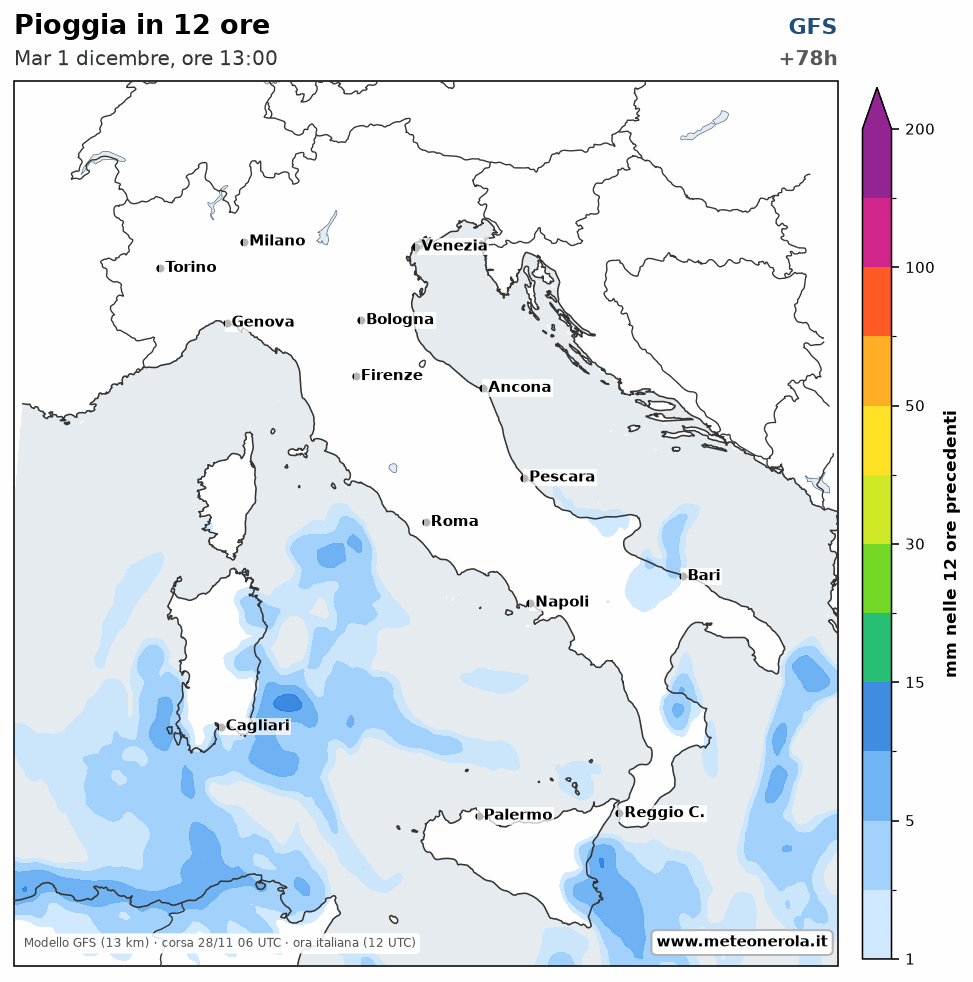 Pioggia in 12 ore
GFS
Mar 1 dicembre, ore 13:00
+78h
200
100
50
30
15
5
1
mm nelle 12 ore precedenti
Milano
Venezia
Torino
Genova
Bologna
Firenze
Ancona
Pescara
Roma
Bari
Napoli
Cagliari
Palermo
Reggio C.
Modello GFS (13 km) · corsa 28/11 06 UTC · ora italiana (12 UTC)
www.meteonerola.it